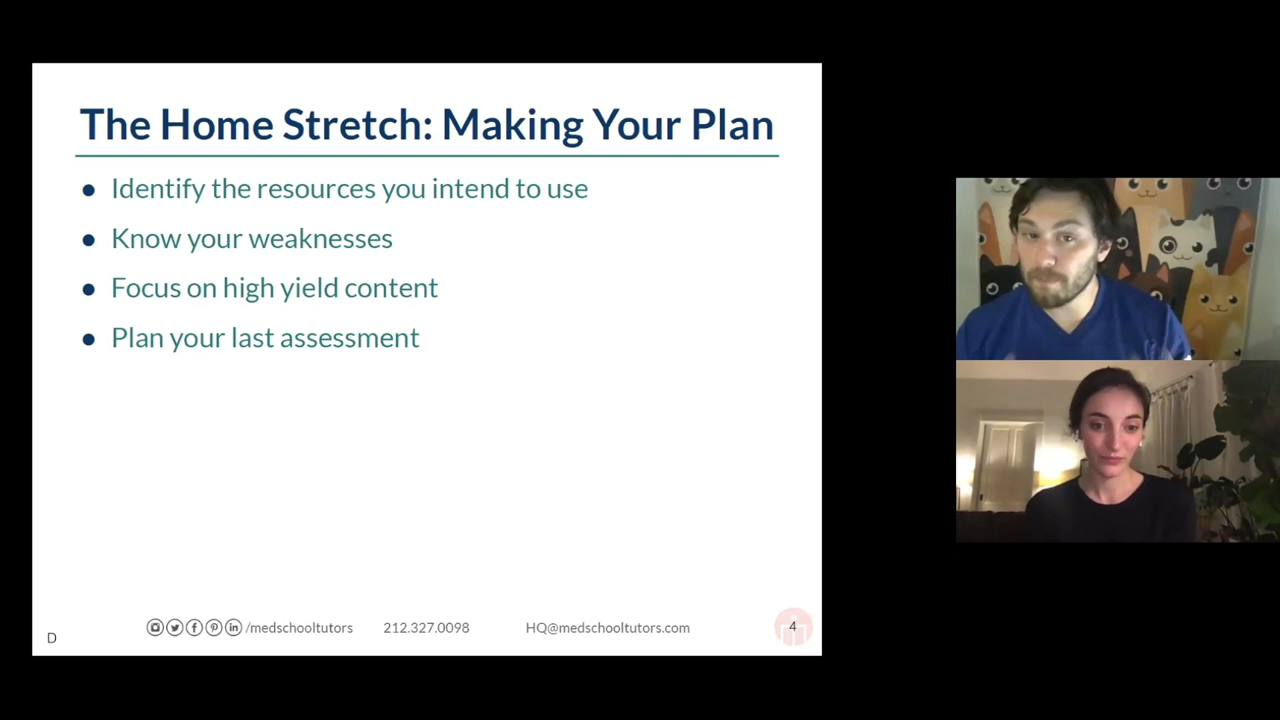 The Home Stretch: Making Your Plan
● Identify the resources you intend to use
● Know your weaknesses
● Focus on high yield content
● Plan your last assessment
D /medschooltutors 212.327.0098 HQ@medschooltutors.com 4